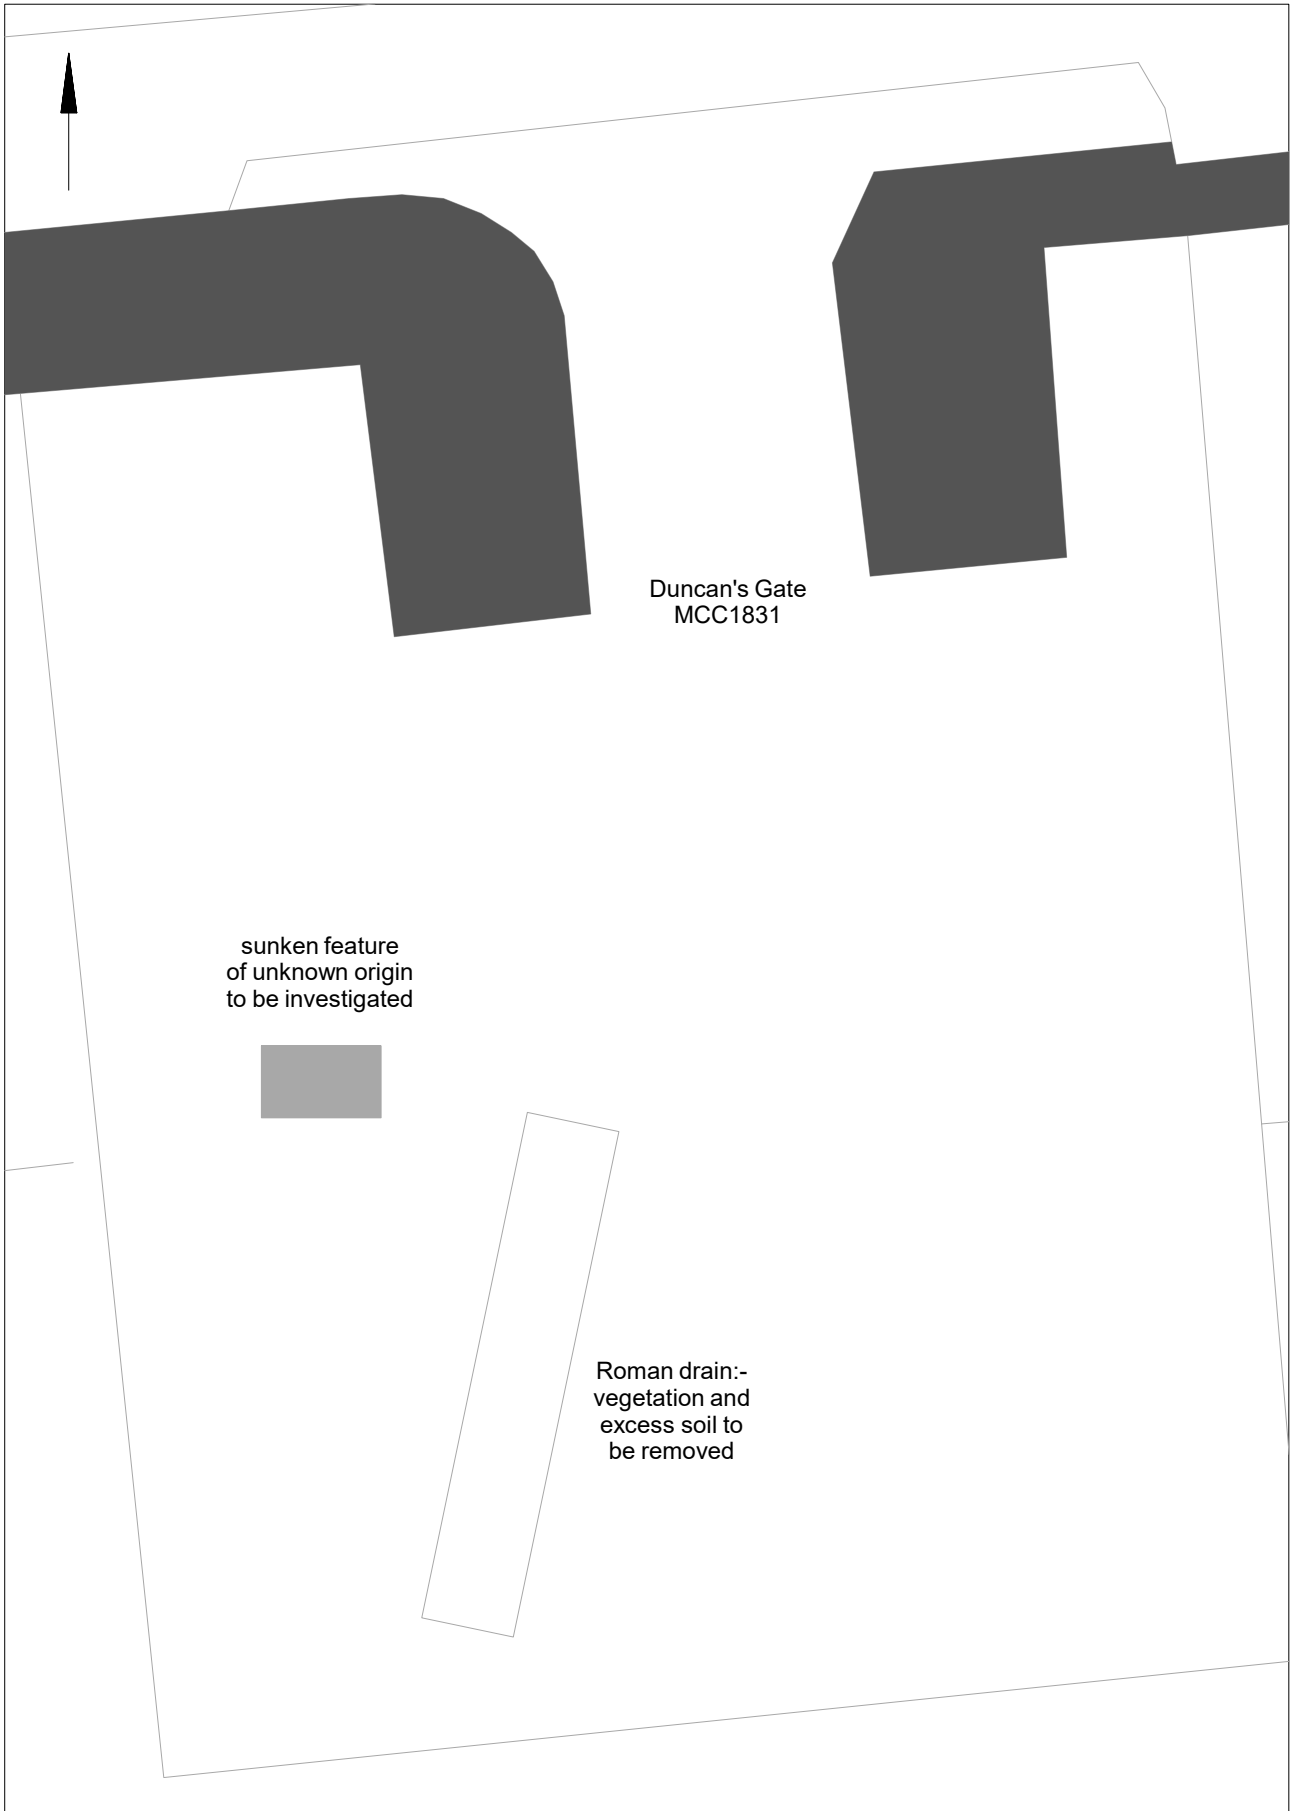 Duncan's Gate
MCC1831
sunken feature
of unknown origin
to be investigated
Roman drain:-
vegetation and
excess soil to
be removed